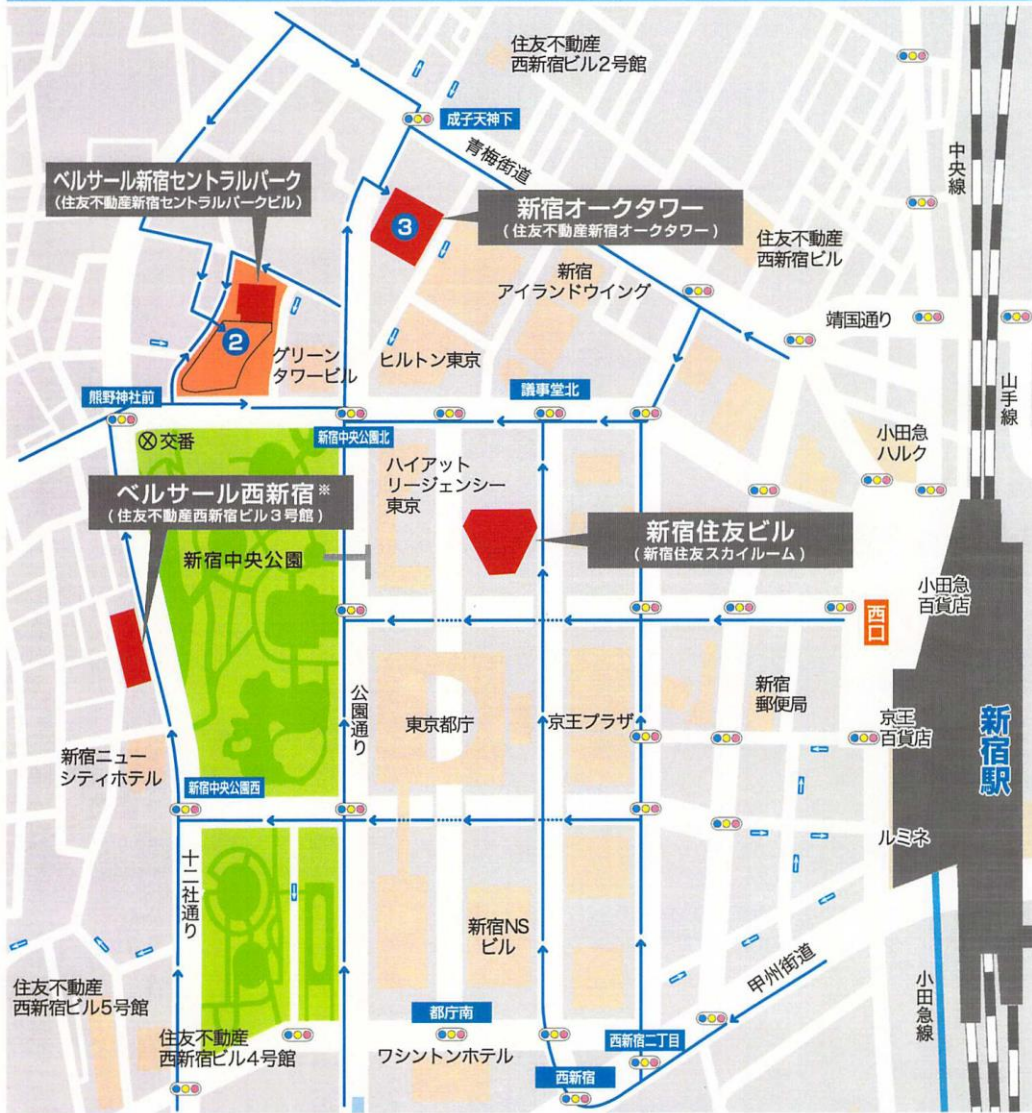 住友不動産
西新宿ビル2号館
成子天神下
青梅街道
中央線
ベルサール新宿セントラルパーク
(住友不動産新宿セントラルパークビル)
3
新宿オークタワー
(住友不動産新宿オークタワー)
住友不動産
西新宿ビル
新宿
アイランドウイング
靖国通り
2
グリーン
タワービル
ヒルトン東京
山手線
熊野神社前
議事堂北
交番
新宿中央公園北
小田急
ハルク
ハイアット
リージェンシー
東京
ベルサール西新宿※
(住友不動産西新宿ビル3号館)
新宿住友ビル
(新宿住友スカイルーム)
新宿中央公園
小田急
百貨店
西口
公園通り
東京都庁
京王プラザ
新宿
郵便局
京王
百貨店
新宿駅
新宿ニュー
シティホテル
新宿中央公園西
ルミネ
十二社通り
新宿NS
ビル
甲州街道
小田急線
住友不動産
西新宿ビル5号館
住友不動産
西新宿ビル4号館
都庁南
ワシントンホテル
西新宿二丁目
西新宿